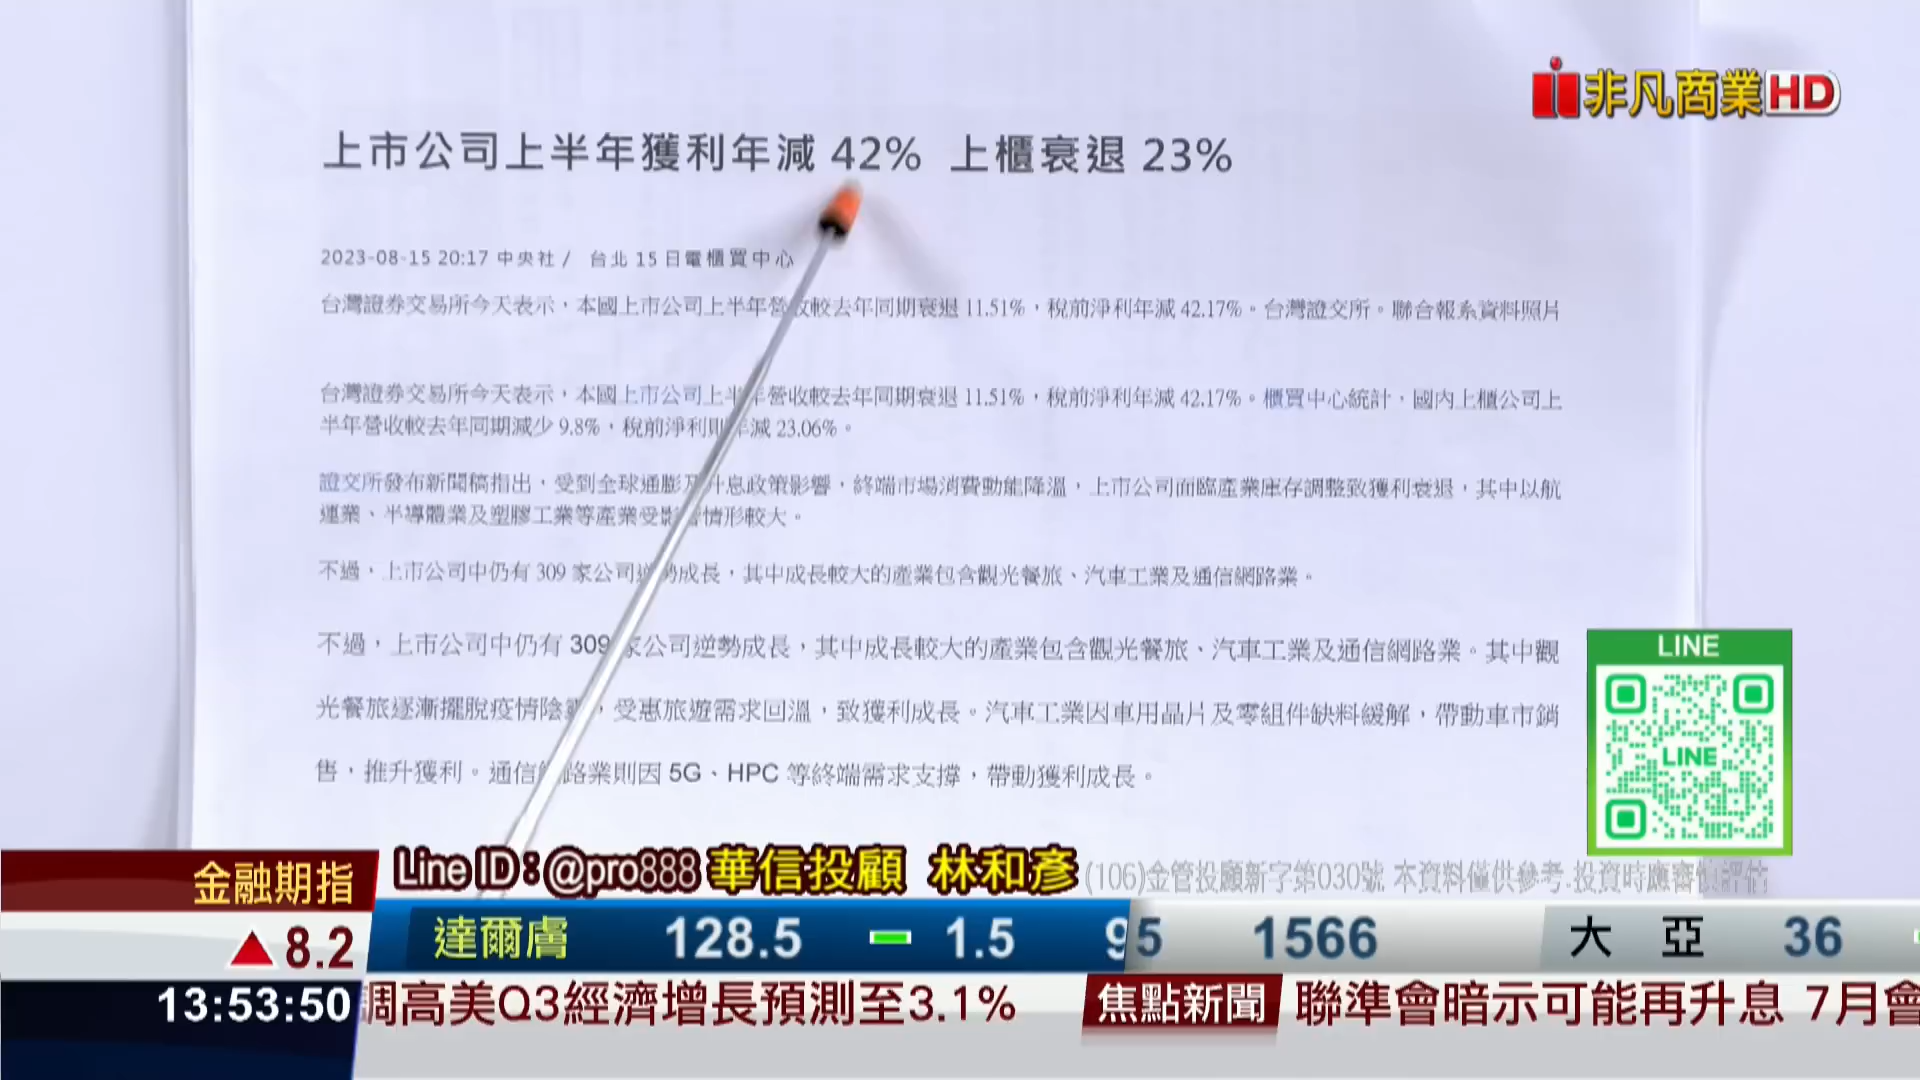 非凡商業HD
上市公司上半年獲利年減 42% 上櫃衰退 23%
2023-08-15 20:17 中央社 / 台北 15 日電櫃買中心
台灣證券交易所今天表示，本國上市公司上半年營收較去年同期衰退 11.51%，稅前淨利年減 42.17%。台灣證交所。聯合報系資料照片
台灣證券交易所今天表示，本國上市公司上半年營收較去年同期衰退 11.51%，稅前淨利年減 42.17%。櫃買中心統計，國內上櫃公司上
半年營收較去年同期減少 9.8%，稅前淨利則年減 23.06%。
證交所發布新聞稿指出，受到全球通膨及升息政策影響，終端市場消費動能降溫，上市公司面臨產業庫存調整致獲利衰退，其中以航
運業、半導體業及塑膠工業等產業受影響情形較大。
不過，上市公司中仍有 309 家公司逆勢成長，其中成長較大的產業包含觀光餐旅、汽車工業及通信網路業。
不過，上市公司中仍有 309 家公司逆勢成長，其中成長較大的產業包含觀光餐旅、汽車工業及通信網路業。其中觀
光餐旅逐漸擺脫疫情陰霾，受惠旅遊需求回溫，致獲利成長。汽車工業因車用晶片及零組件缺料緩解，帶動車市銷
售，推升獲利。通信網路業則因 5G、HPC 等終端需求支撐，帶動獲利成長。
LINE
LINE
Line ID：@pro888 華信投顧 林和彥 (106)金管投顧新字第030號 本資料僅供參考.投資時應審慎評估
金融期指
▲8.2
達爾膚 128.5 1.5 95 1566 大 亞 36
13:53:50
調高美Q3經濟增長預測至3.1% 焦點新聞 聯準會暗示可能再升息 7月會